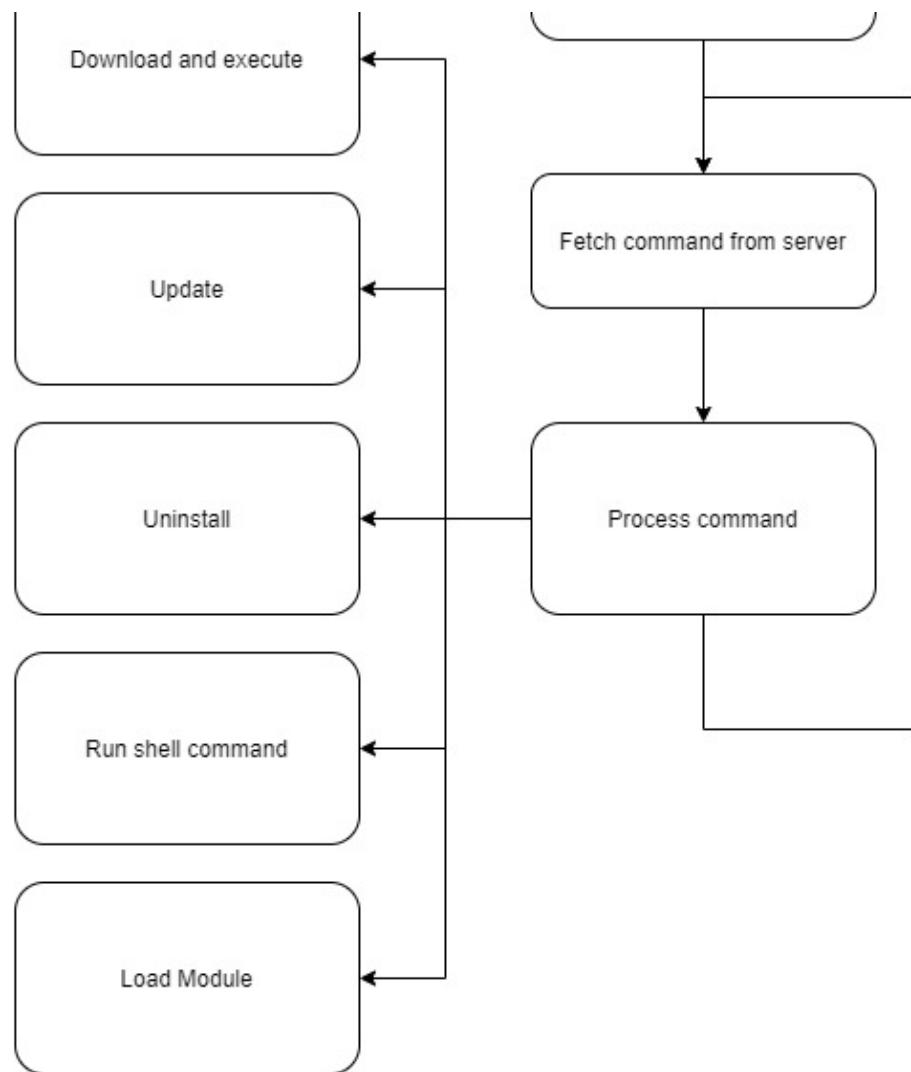 Download and execute
Fetch command from server
Update
Uninstall
Process command
Run shell command
Load Module